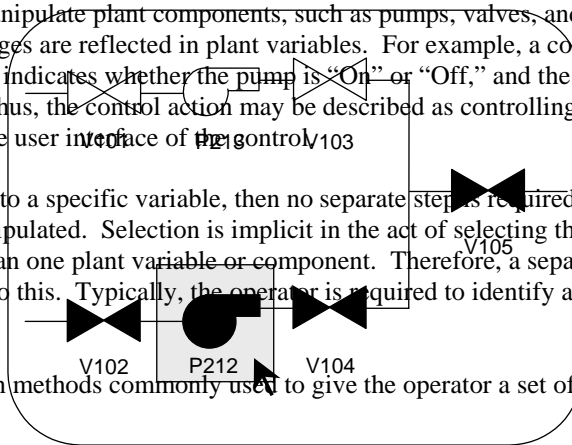 nipulate plant components, such as pumps, valves, and
ges are reflected in plant variables. For example, a co
indicates whether the pump is “On” or “Off,” and the
hus, the control action may be described as controlling
e user interface of the control.
V101 P213 V103
to a specific variable, then no separate step is required
ipulated. Selection is implicit in the act of selecting th
V105
an one plant variable or component. Therefore, a sepa
o this. Typically, the operator is required to identify a
V102 P212 V104
n methods commonly used to give the operator a set of